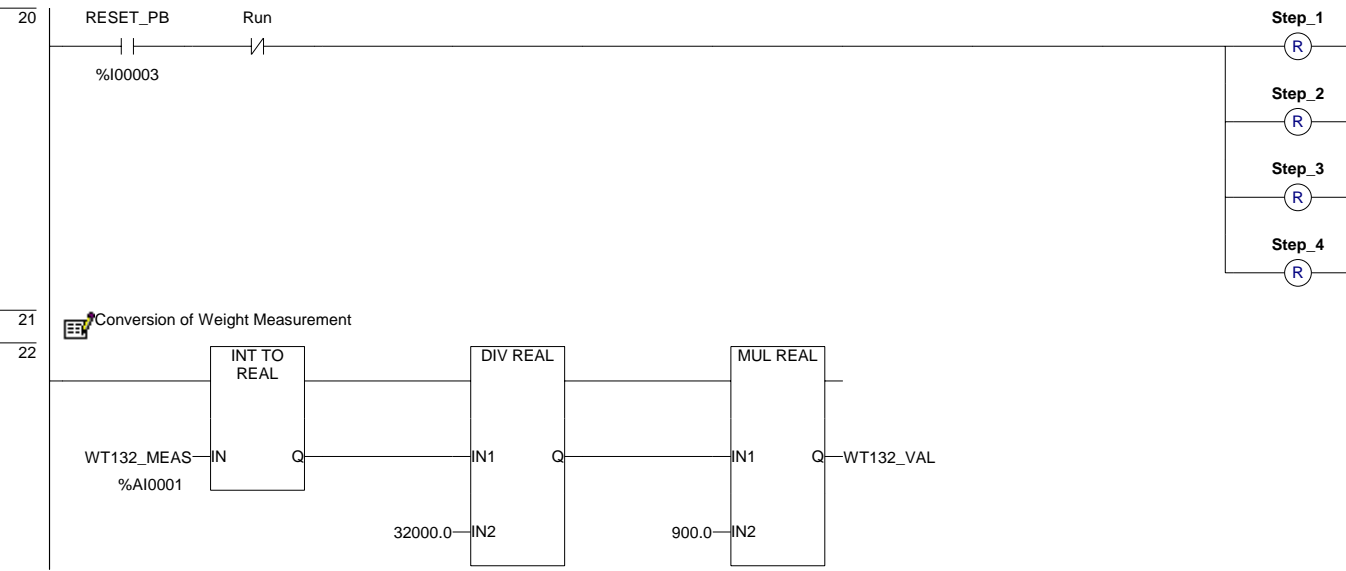 20
RESET_PB Run Step_1
R
%I00003
Step_2
R
Step_3
R
Step_4
R
21 Conversion of Weight Measurement
22
INT TO DIV REAL MUL REAL
REAL
WT132_MEAS IN Q IN1 Q IN1 Q WT132_VAL
%AI0001
32000.0 IN2 900.0 IN2